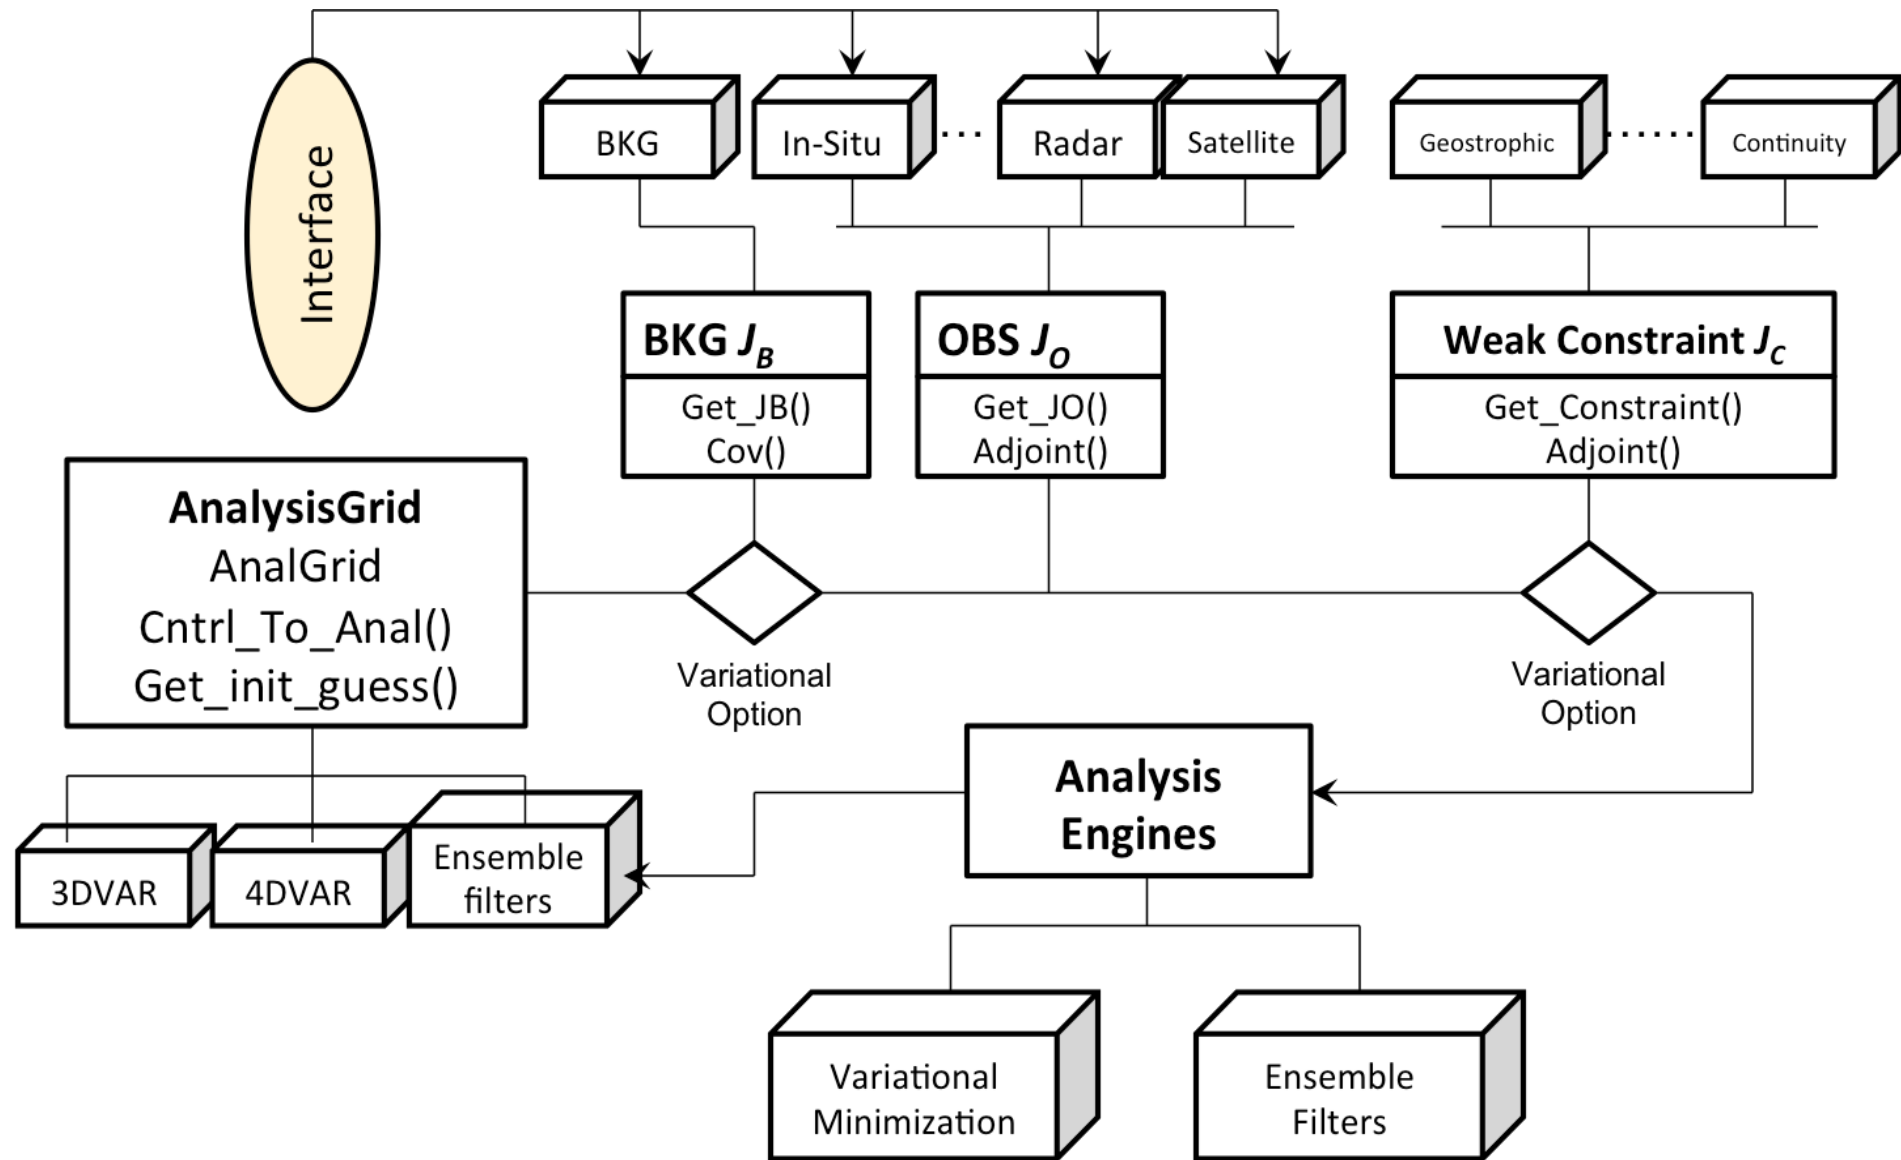 Interface
BKG
In-Situ
...
Radar
Satellite
Geostrophic
......
Continuity
BKG J_B
Get_JB()
Cov()
OBS J_O
Get_JO()
Adjoint()
Weak Constraint J_C
Get_Constraint()
Adjoint()
AnalysisGrid
AnalGrid
Cntrl_To_Anal()
Get_init_guess()
Variational
Option
Variational
Option
Analysis
Engines
3DVAR
4DVAR
Ensemble
filters
Variational
Minimization
Ensemble
Filters